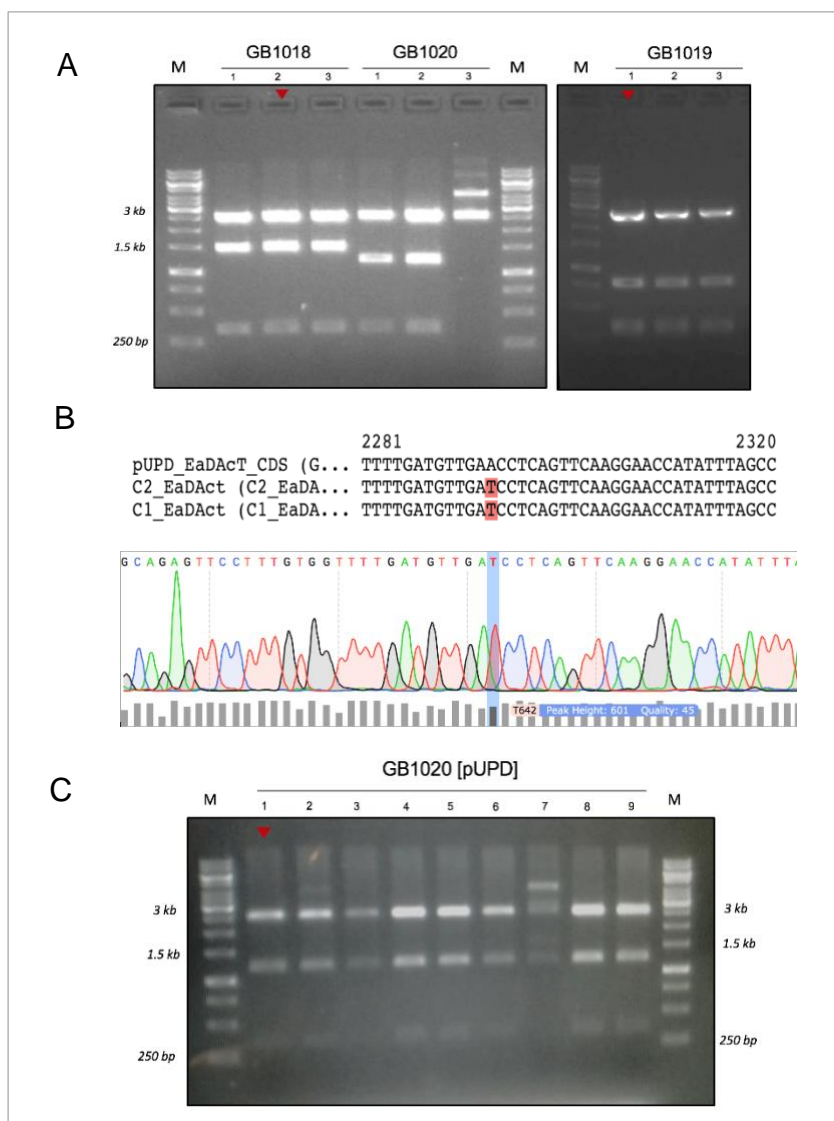 A
GB1018 GB1020 GB1019
M 1 2 3 1 2 3 M M 1 2 3
3 kb
1.5 kb
250 bp
B
2281 2320
pUPD_EaDAcT_CDS (G... TTTTGATGTTGAACCTCAGTTCAAGGAACCATATTTAGCC
C2_EaDAct (C2_EaDA... TTTTGATGTTGATCCTCAGTTCAAGGAACCATATTTAGCC
C1_EaDAct (C1_EaDA... TTTTGATGTTGATCCTCAGTTCAAGGAACCATATTTAGCC
GCAGAGTTCCTTTGTGGTTTTGATGTTGATCCTCAGTTCAAGGAACCATATTTA
T642 Peak Height: 601 Quality: 45
GB1020 [pUPD]
C
M 1 2 3 4 5 6 7 8 9 M
3 kb 3 kb
1.5 kb 1.5 kb
250 bp 250 bp